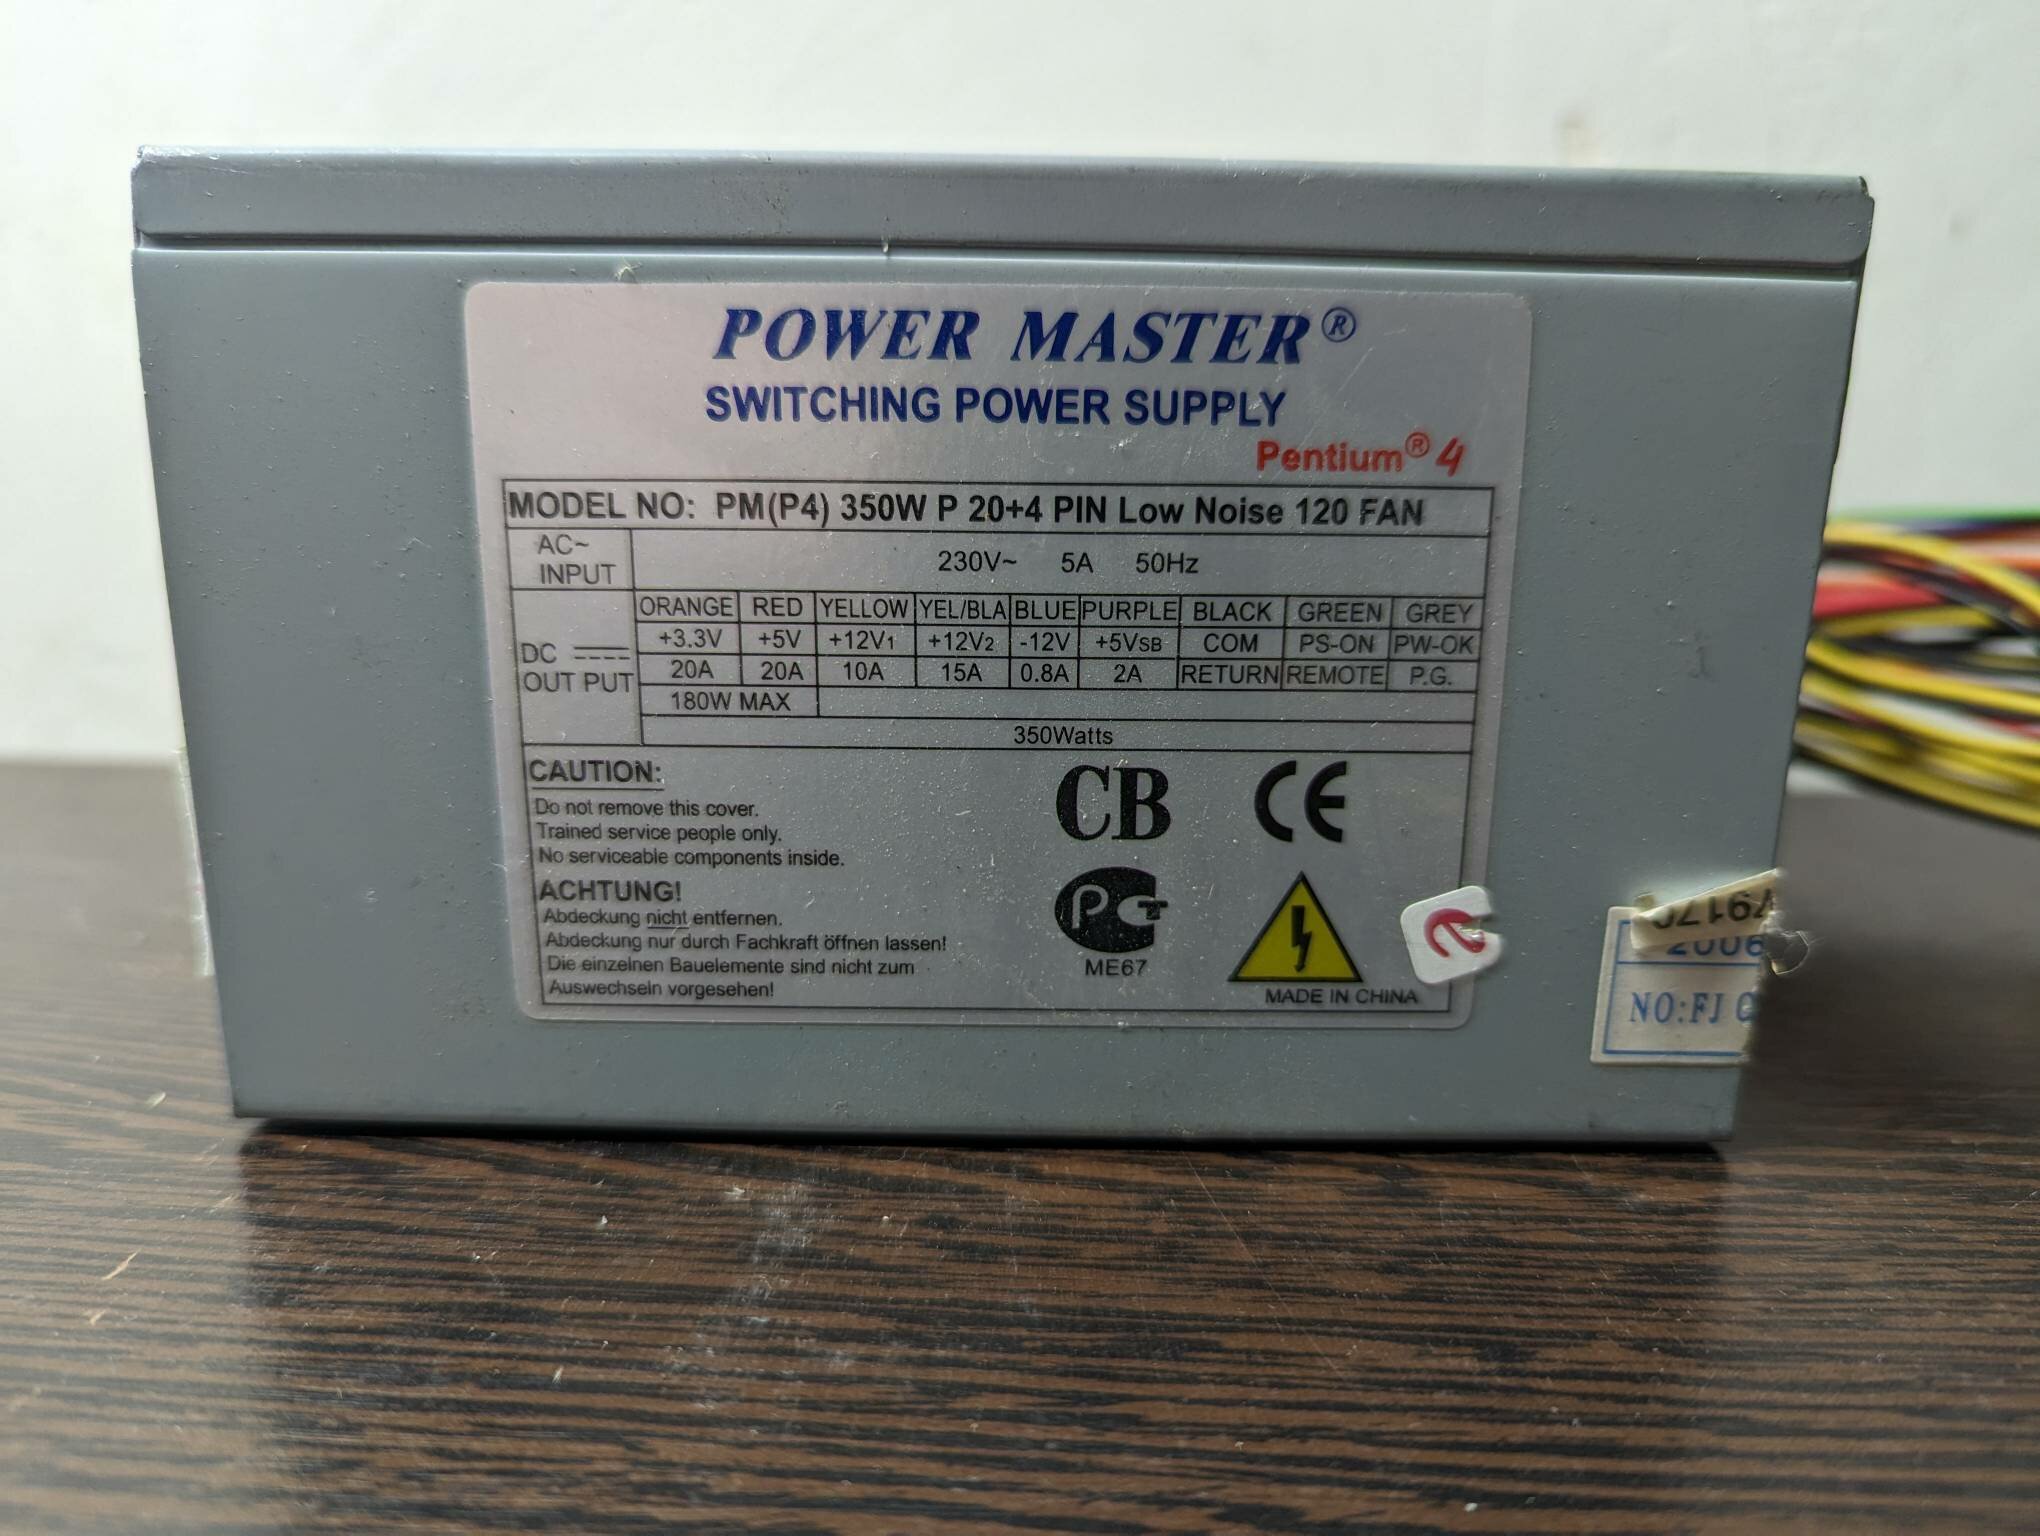 POWER MASTER®
SWITCHING POWER SUPPLY
Pentium® 4
MODEL NO: PM(P4) 350W P 20+4 PIN Low Noise 120 FAN
AC~ INPUT 230V~ 5A 50Hz
ORANGE RED YELLOW YEL/BLA BLUE PURPLE BLACK GREEN GREY
DC OUT PUT +3.3V +5V +12V1 +12V2 -12V +5VSB COM PS-ON PW-OK
20A 20A 10A 15A 0.8A 2A RETURN REMOTE P.G.
180W MAX
350Watts
CAUTION:
Do not remove this cover.
Trained service people only.
No serviceable components inside.
ACHTUNG!
Abdeckung nicht entfernen.
Abdeckung nur durch Fachkraft öffnen lassen!
Die einzelnen Bauelemente sind nicht zum
Auswechseln vorgesehen!
CB CE
PCT
ME67
MADE IN CHINA
2006
NO:FJ